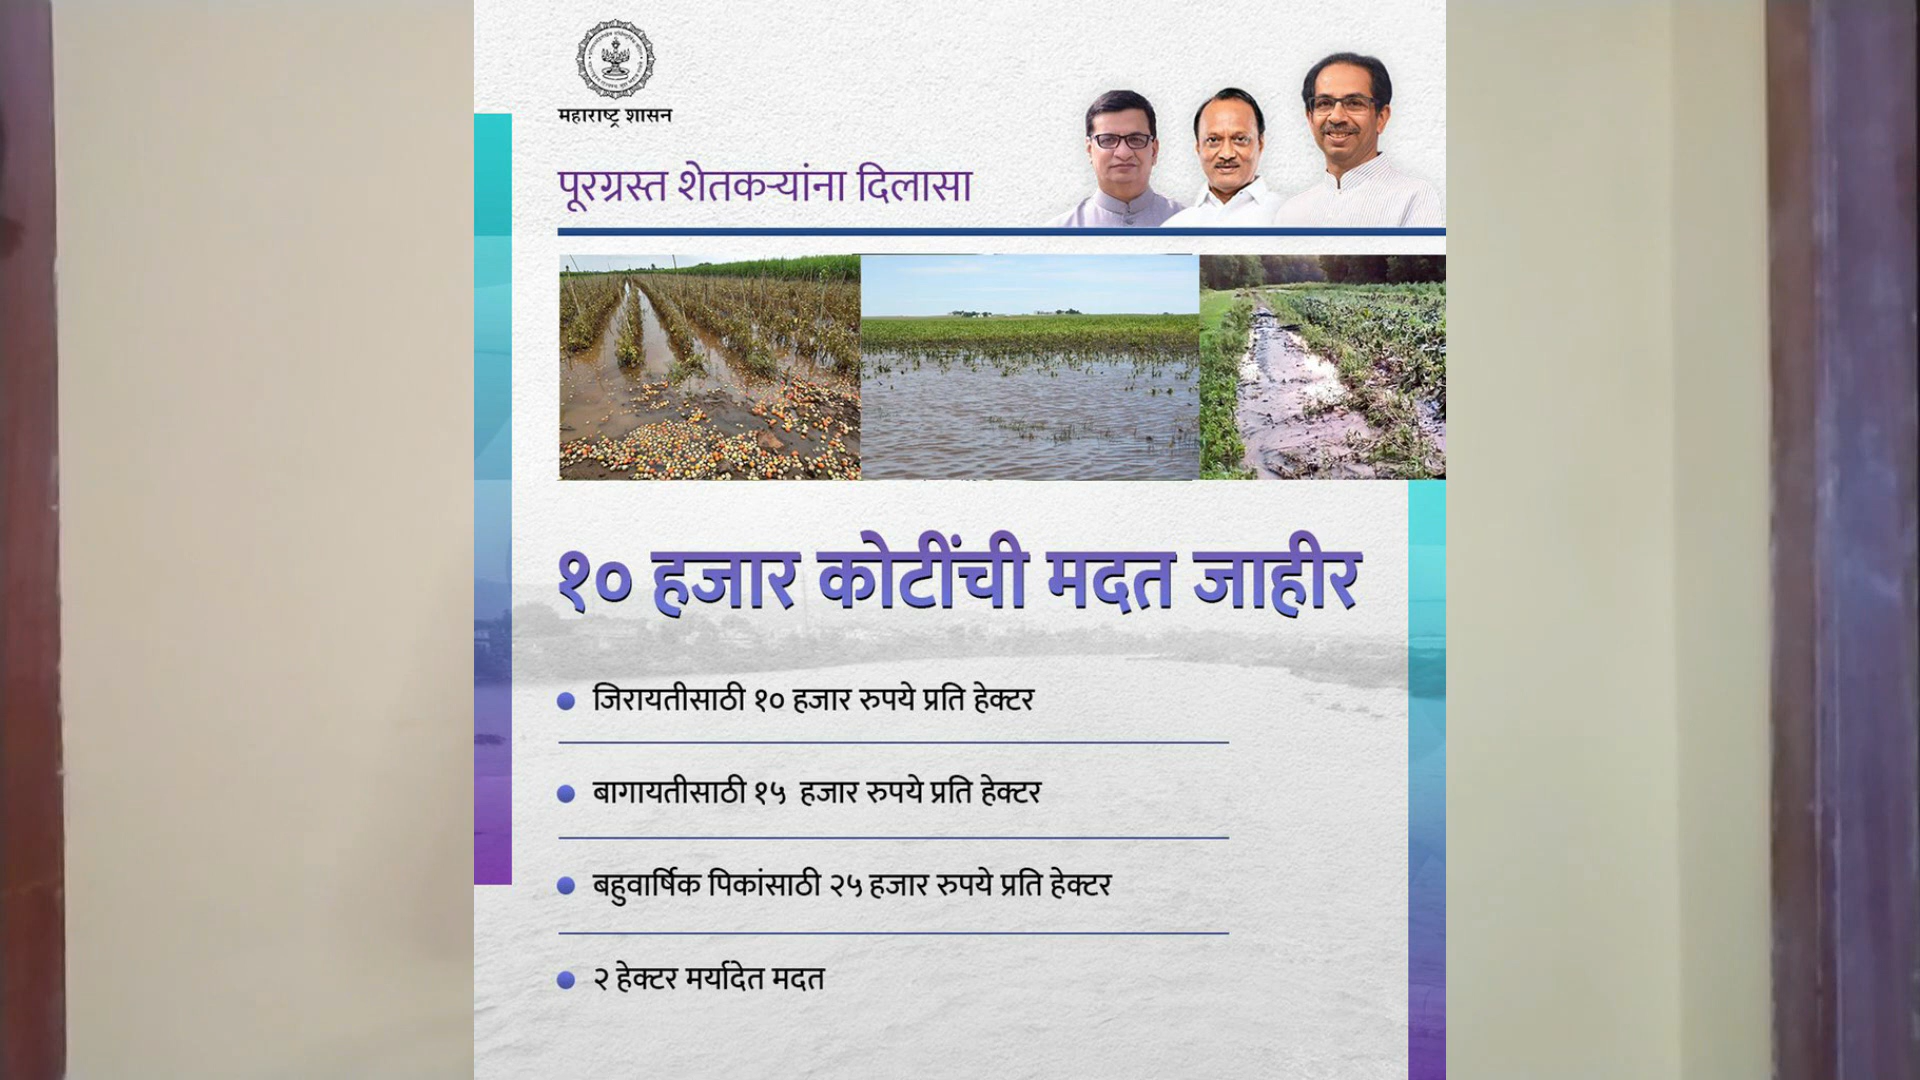 महाराष्ट्र शासन
पूरग्रस्त शेतकऱ्यांना दिलासा
१० हजार कोटींची मदत जाहीर
जिरायतीसाठी १० हजार रुपये प्रति हेक्टर
बागायतीसाठी १५ हजार रुपये प्रति हेक्टर
बहुवार्षिक पिकांसाठी २५ हजार रुपये प्रति हेक्टर
२ हेक्टर मर्यादेत मदत